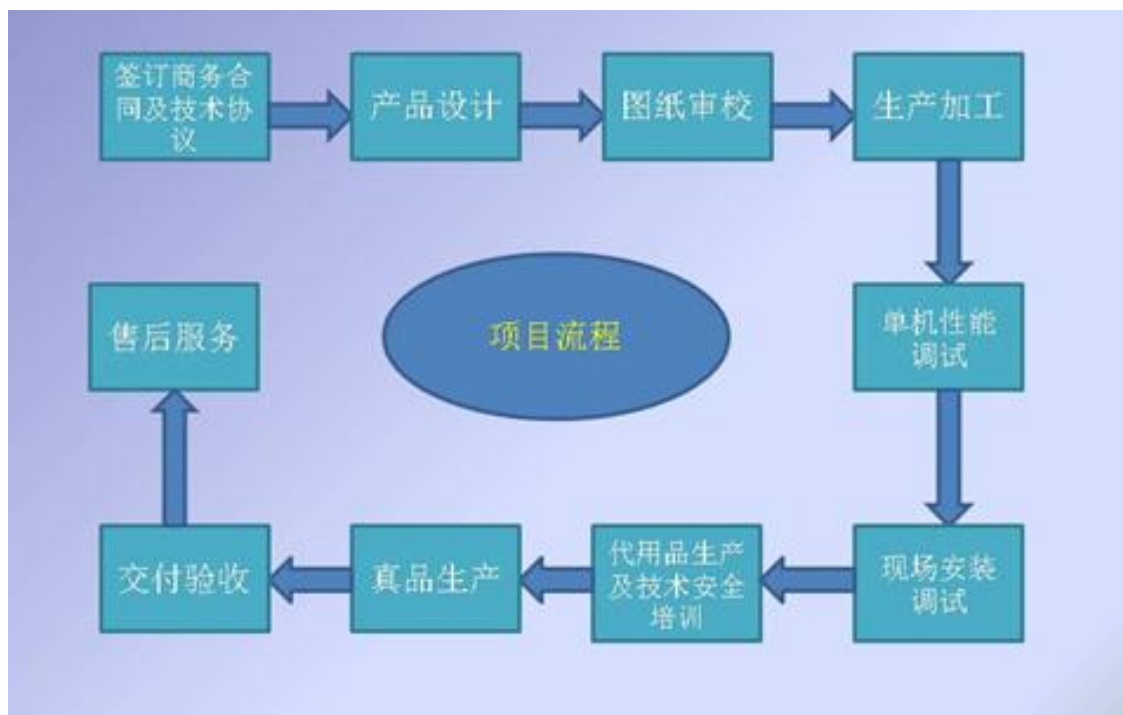 签订商务合
同及技术协
议
产品设计
图纸审校
生产加工
售后服务
项目流程
单机性能
调试
交付验收
真品生产
代用品生产
及技术安全
培训
现场安装
调试